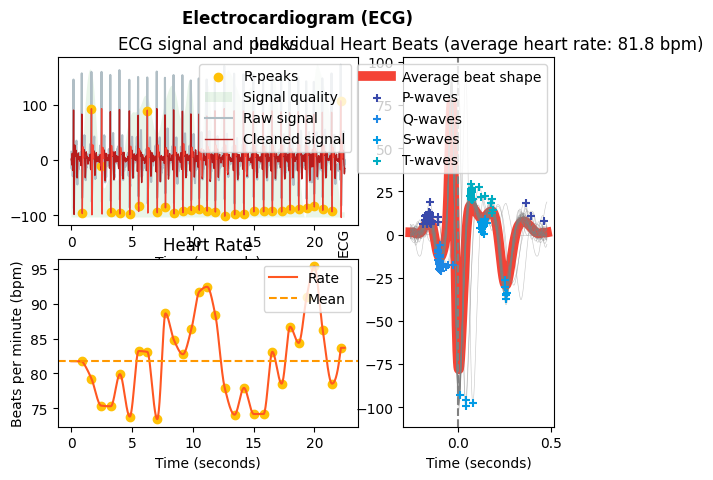 Electrocardiogram (ECG)
ECG signal and peaks
Individual Heart Beats (average heart rate: 81.8 bpm)
R-peaks
Signal quality
Raw signal
Cleaned signal
100
0
−100
0 5 10 15 20
Time (seconds)
ECG
Average beat shape
P-waves
Q-waves
S-waves
T-waves
100
75
50
25
0
−25
−50
−75
−100
0.0 0.5
Time (seconds)
Heart Rate
Rate
Mean
Beats per minute (bpm)
95
90
85
80
75
0 5 10 15 20
Time (seconds)